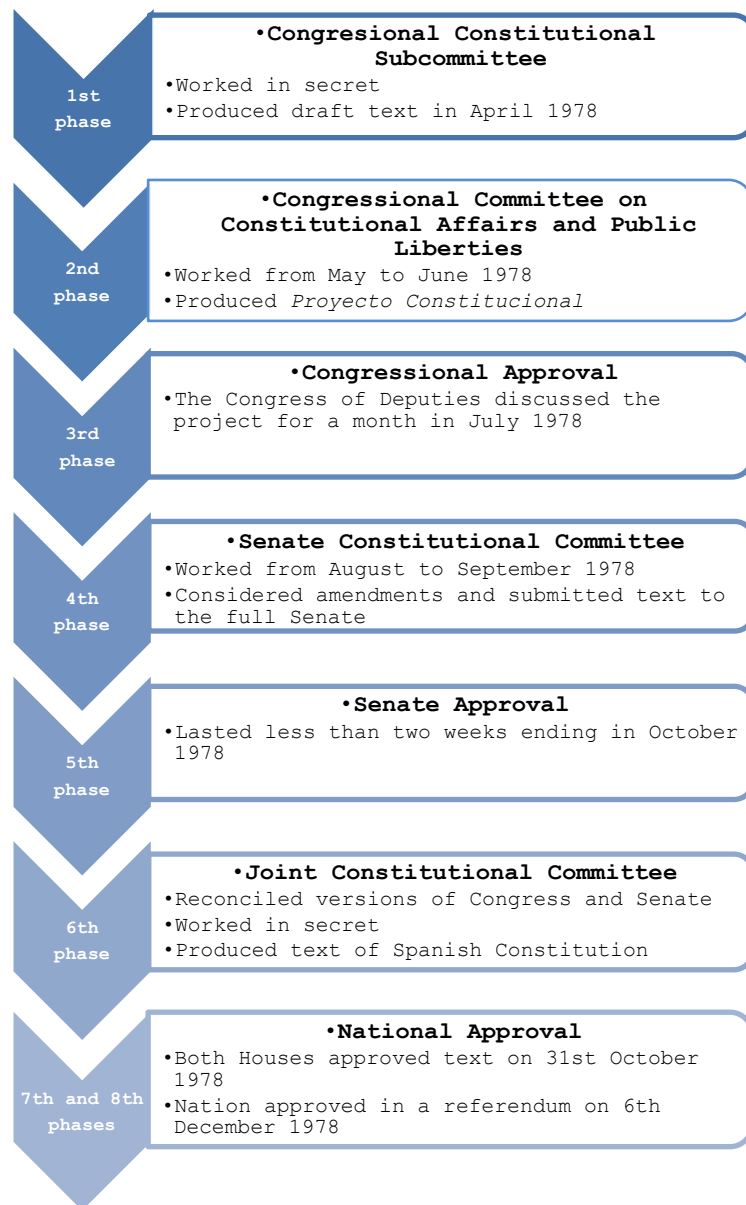 •Congresional Constitutional
Subcommittee
1st
phase
•Worked in secret
•Produced draft text in April 1978
•Congressional Committee on
Constitutional Affairs and Public
Liberties
2nd
phase
•Worked from May to June 1978
•Produced Proyecto Constitucional
•Congressional Approval
3rd
phase
•The Congress of Deputies discussed the
project for a month in July 1978
•Senate Constitutional Committee
4th
phase
•Worked from August to September 1978
•Considered amendments and submitted text to
the full Senate
•Senate Approval
5th
phase
•Lasted less than two weeks ending in October
1978
•Joint Constitutional Committee
6th
phase
•Reconciled versions of Congress and Senate
•Worked in secret
•Produced text of Spanish Constitution
•National Approval
7th and 8th
phases
•Both Houses approved text on 31st October
1978
•Nation approved in a referendum on 6th
December 1978